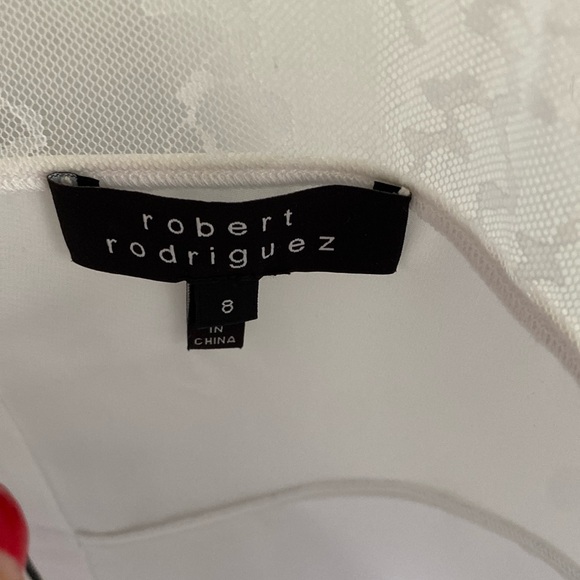 robert
rodriguez
8
IN
CHINA